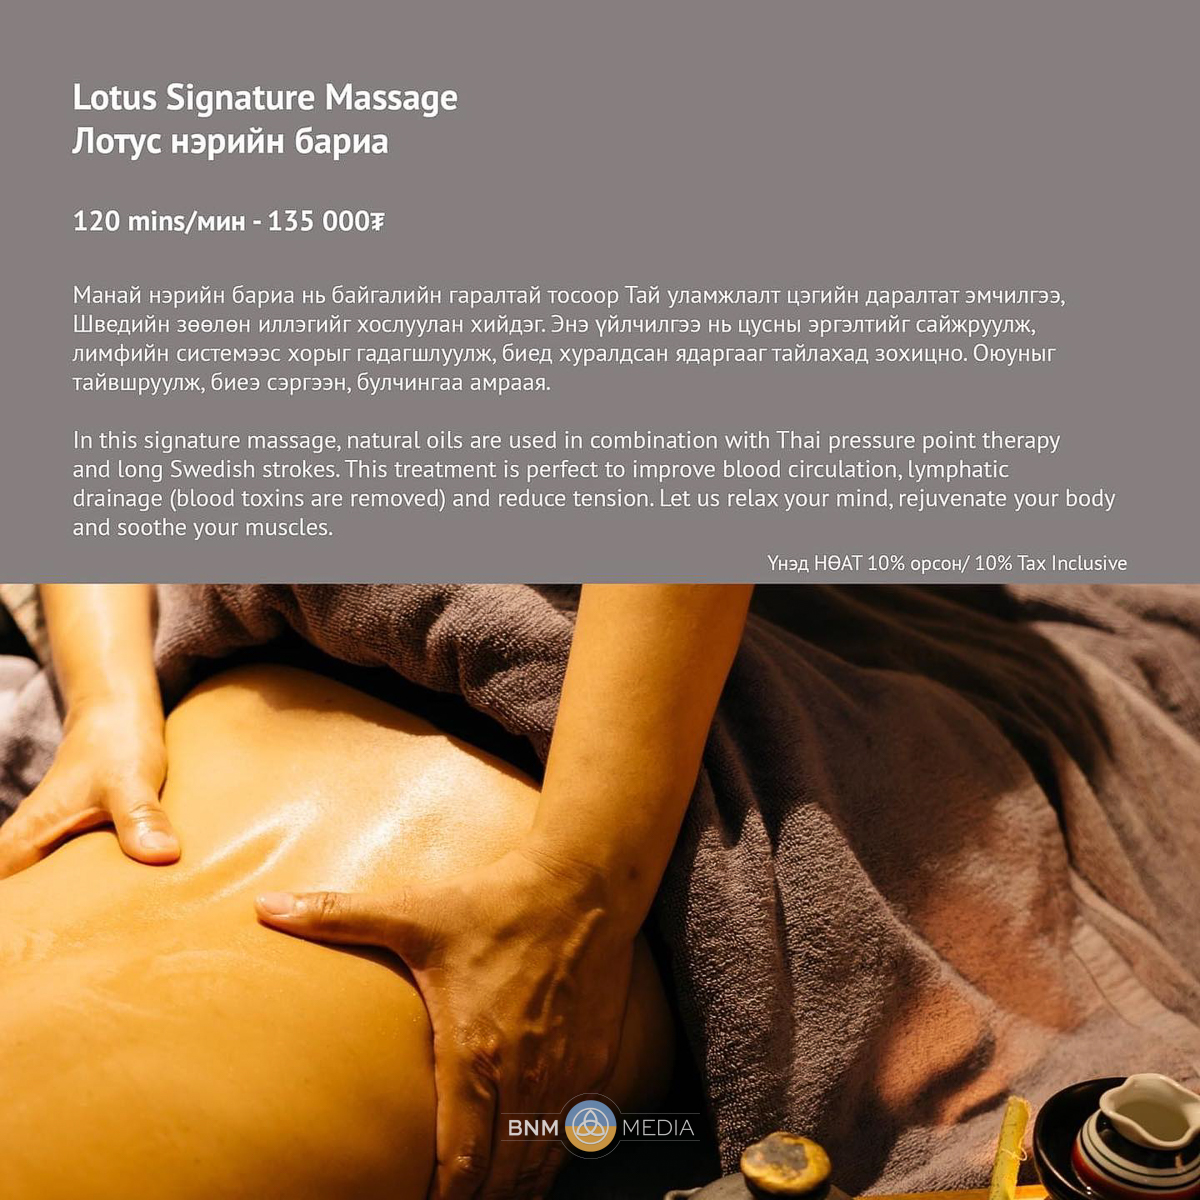 Lotus Signature Massage
Лотус нэрийн бариа
120 mins/мин - 135 000₮
Манай нэрийн бариа нь байгалийн гаралтай тосоор Тай уламжлалт цэгийн даралтат эмчилгээ,
Шведийн зөөлөн иллэгийг хослуулан хийдэг. Энэ үйлчилгээ нь цусны эргэлтийг сайжруулж,
лимфийн системээс хорыг гадагшлуулж, биед хуралдсан ядаргааг тайлахад зохицно. Оюуныг
тайвшруулж, биеэ сэргээн, булчингаа амраая.
In this signature massage, natural oils are used in combination with Thai pressure point therapy
and long Swedish strokes. This treatment is perfect to improve blood circulation, lymphatic
drainage (blood toxins are removed) and reduce tension. Let us relax your mind, rejuvenate your body
and soothe your muscles.
Үнэд НӨАТ 10% орсон/ 10% Tax Inclusive
BNM MEDIA